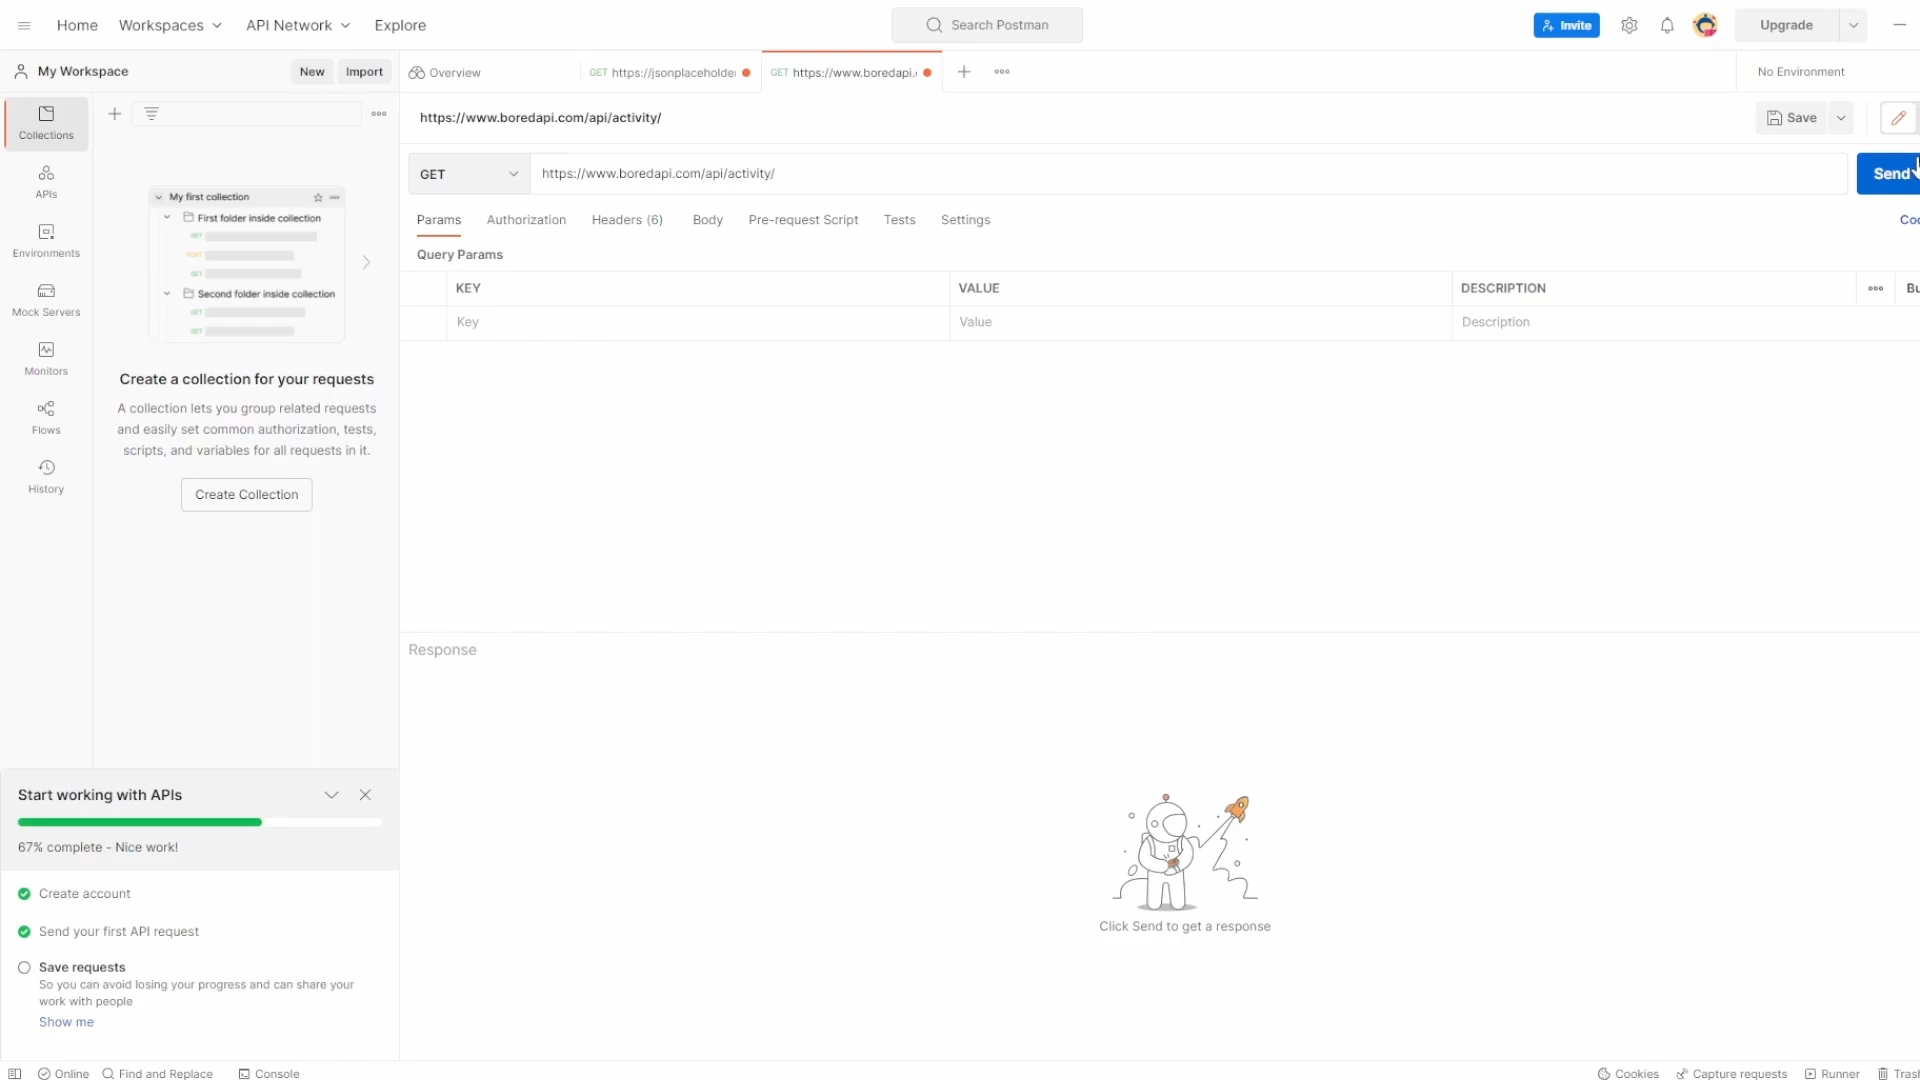 Home
Workspaces
API Network
Explore
Search Postman
Invite
Upgrade
My Workspace
New
Import
Overview
GET https://jsonplaceholder
GET https://www.boredapi.
No Environment
Collections
APIs
Environments
Mock Servers
Monitors
Flows
History
My first collection
First folder inside collection
GET
POST
GET
Second folder inside collection
GET
GET
Create a collection for your requests
A collection lets you group related requests
and easily set common authorization, tests,
scripts, and variables for all requests in it.
Create Collection
https://www.boredapi.com/api/activity/
Save
GET
https://www.boredapi.com/api/activity/
Send
Params
Authorization
Headers (6)
Body
Pre-request Script
Tests
Settings
Query Params
KEY
VALUE
DESCRIPTION
Key
Value
Description
Response
Click Send to get a response
Start working with APIs
67% complete - Nice work!
Create account
Send your first API request
Save requests
So you can avoid losing your progress and can share your
work with people
Show me
Online
Find and Replace
Console
Cookies
Capture requests
Runner